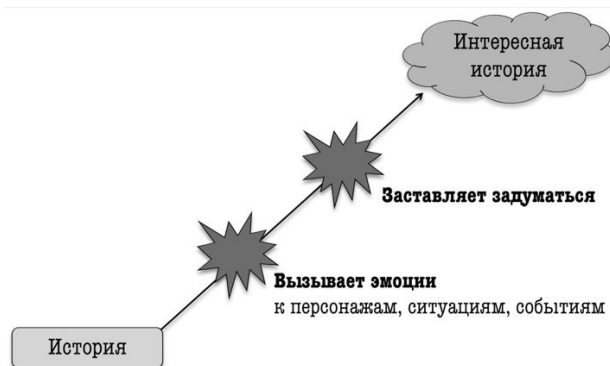 Интересная
история
Заставляет задуматься
Вызывает эмоции
к персонажам, ситуациям, событиям
История